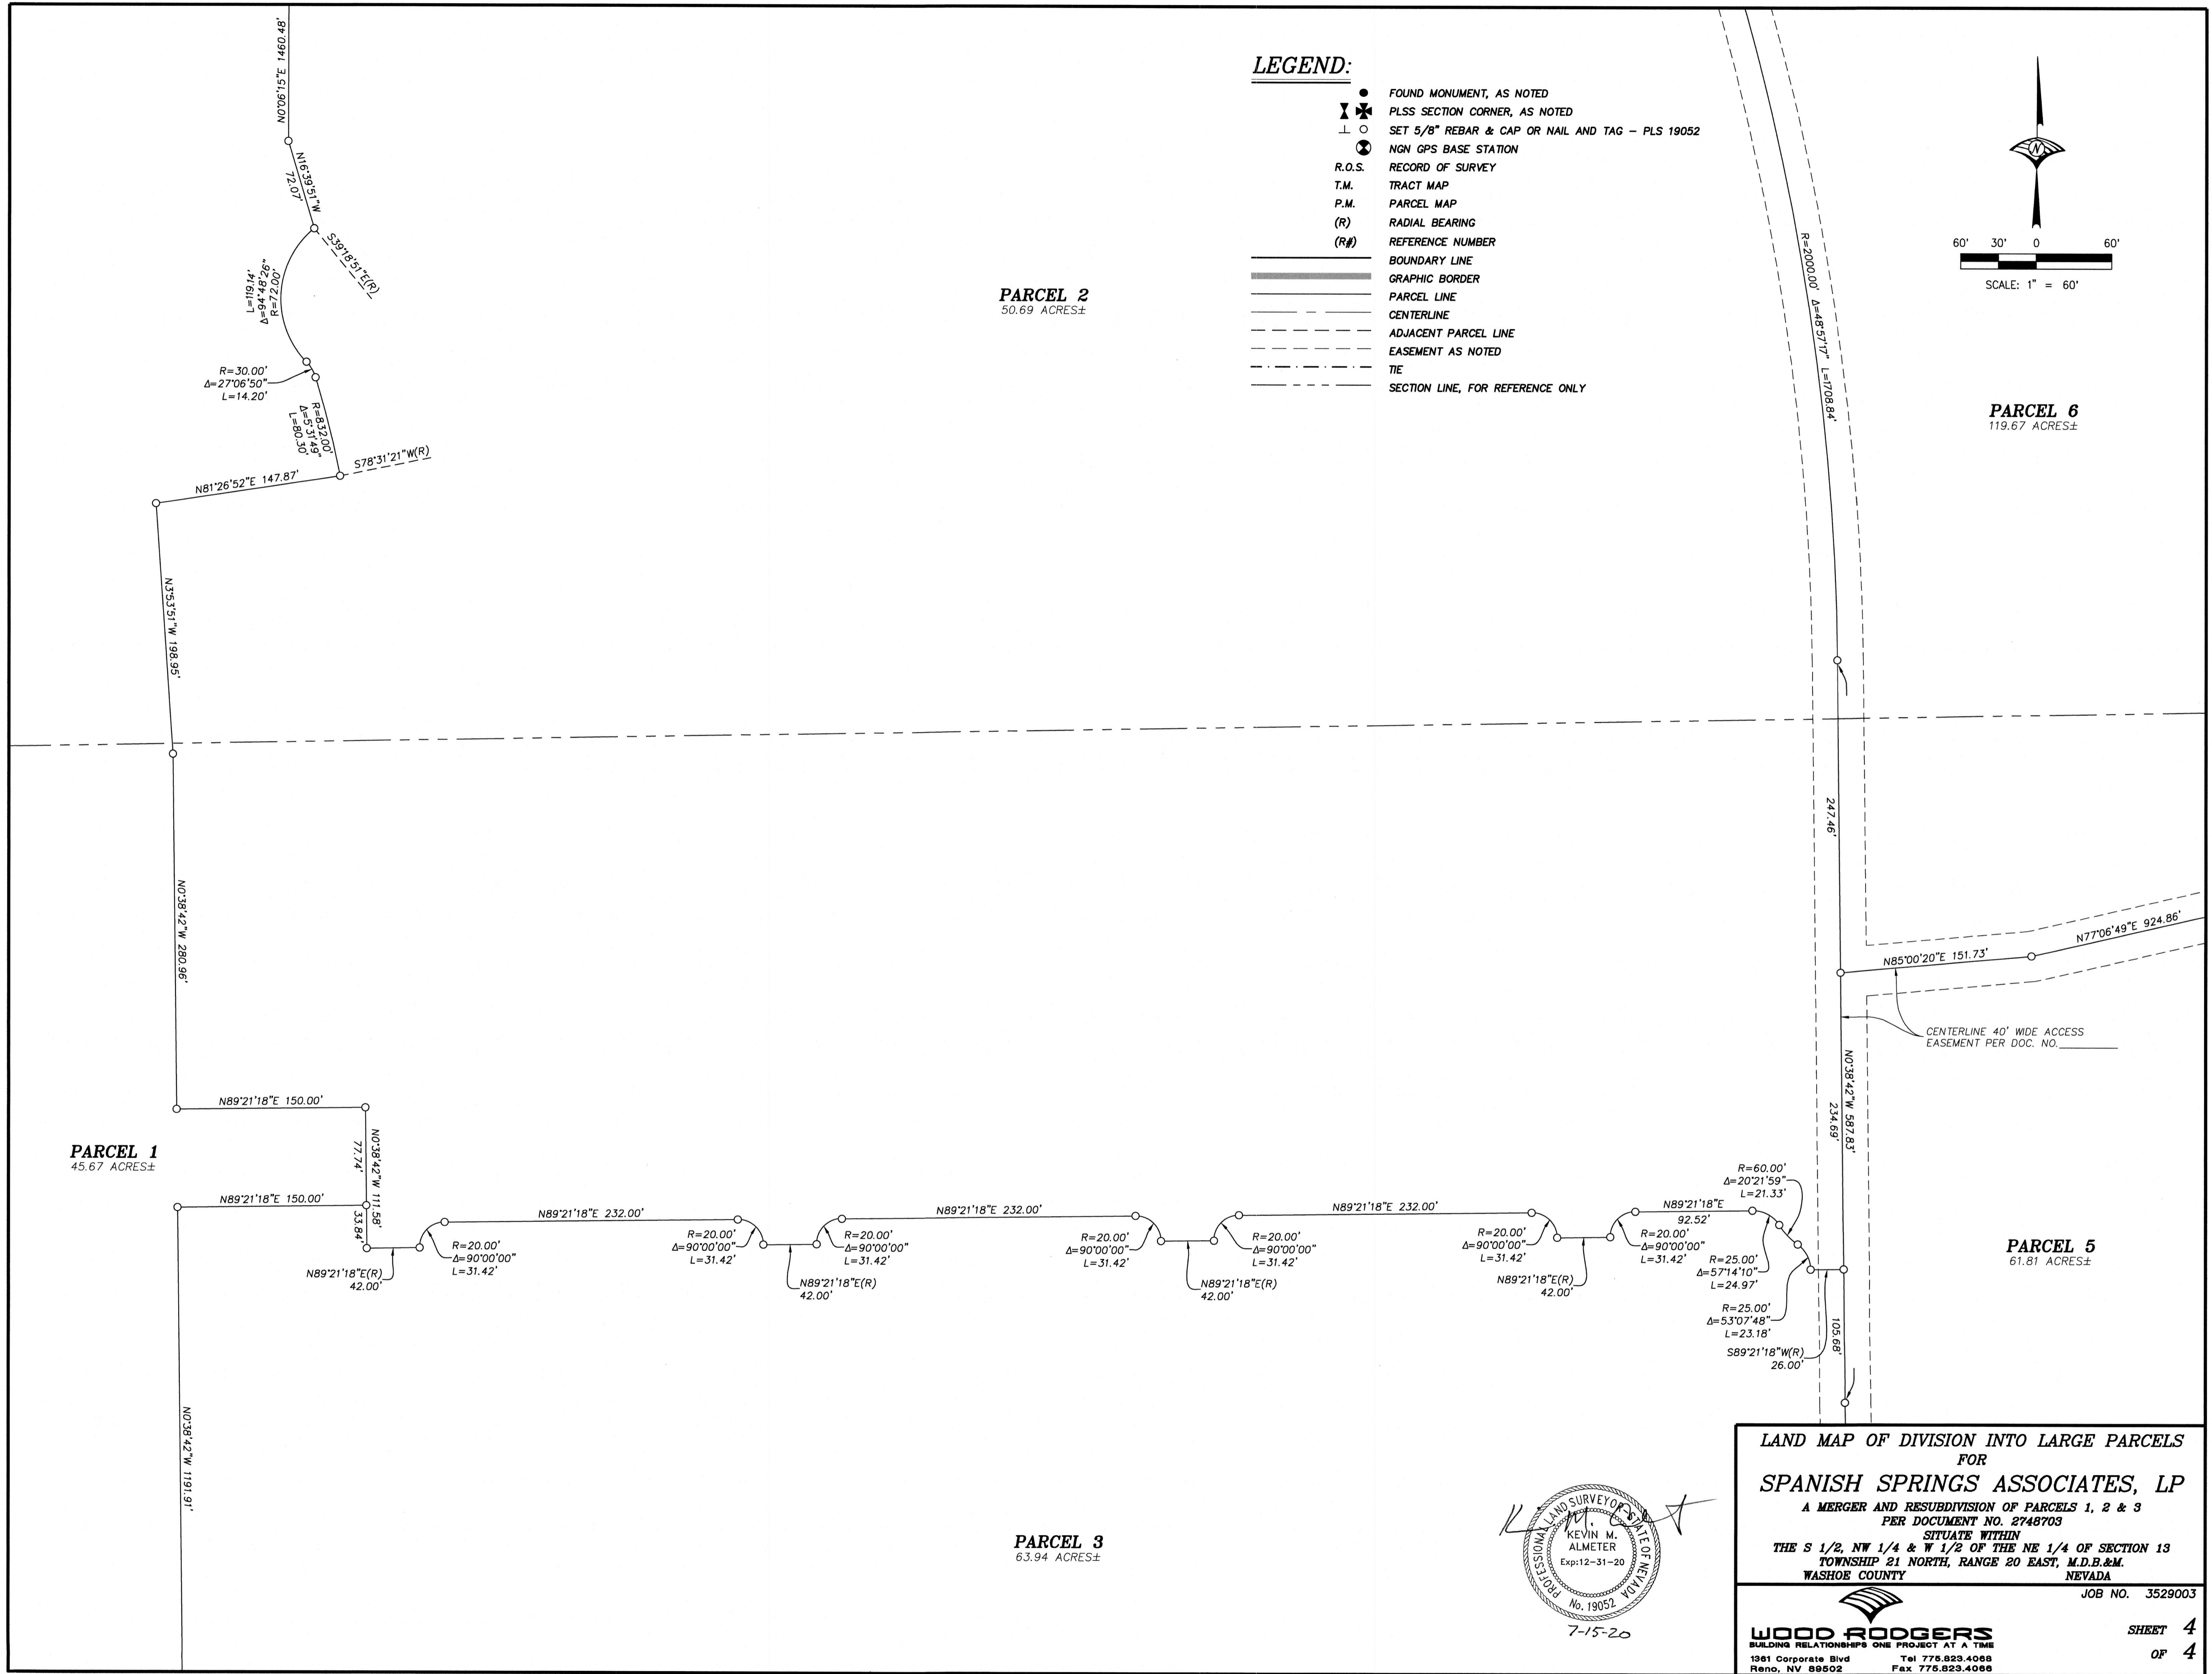 LEGEND:
FOUND MONUMENT, AS NOTED
PLSS SECTION CORNER, AS NOTED
SET 5/8" REBAR & CAP OR NAIL AND TAG - PLS 19052
NGN GPS BASE STATION
R.O.S. RECORD OF SURVEY
T.M. TRACT MAP
P.M. PARCEL MAP
(R) RADIAL BEARING
(R#) REFERENCE NUMBER
BOUNDARY LINE
GRAPHIC BORDER
PARCEL LINE
CENTERLINE
ADJACENT PARCEL LINE
EASEMENT AS NOTED
TIE
SECTION LINE, FOR REFERENCE ONLY
N
60' 30' 0 60'
SCALE: 1" = 60'
N0°06'15"E 1460.48'
N16°39'51"W
72.07'
S39°18'51"E(R)
L=119.14'
Δ=94°48'26"
R=72.00'
R=30.00'
Δ=27°06'50"
L=14.20'
R=832.00'
Δ=5°31'49"
L=80.30'
S78°31'21"W(R)
N81°26'52"E 147.87'
N3°53'51"W 198.95'
PARCEL 2
50.69 ACRES±
R=2000.00' Δ=48°57'17" L=1708.84'
PARCEL 6
119.67 ACRES±
247.46'
N0°38'42"W 280.96'
N77°06'49"E 924.86'
N85°00'20"E 151.73'
CENTERLINE 40' WIDE ACCESS
EASEMENT PER DOC. NO.
N0°38'42"W 587.83'
234.69'
N89°21'18"E 150.00'
PARCEL 1
45.67 ACRES±
N0°38'42"W 111.58'
77.74'
33.84'
N89°21'18"E 150.00'
N89°21'18"E(R)
42.00'
R=20.00'
Δ=90°00'00"
L=31.42'
N89°21'18"E 232.00'
R=20.00'
Δ=90°00'00"
L=31.42'
N89°21'18"E(R)
42.00'
R=20.00'
Δ=90°00'00"
L=31.42'
N89°21'18"E 232.00'
R=20.00'
Δ=90°00'00"
L=31.42'
N89°21'18"E(R)
42.00'
R=20.00'
Δ=90°00'00"
L=31.42'
N89°21'18"E 232.00'
R=20.00'
Δ=90°00'00"
L=31.42'
N89°21'18"E(R)
42.00'
R=20.00'
Δ=90°00'00"
L=31.42'
N89°21'18"E
92.52'
R=60.00'
Δ=20°21'59"
L=21.33'
R=25.00'
Δ=57°14'10"
L=24.97'
R=25.00'
Δ=53°07'48"
L=23.18'
S89°21'18"W(R)
26.00'
105.68'
PARCEL 5
61.81 ACRES±
N0°38'42"W 1191.91'
PARCEL 3
63.94 ACRES±
PROFESSIONAL LAND SURVEYOR-STATE OF NEVADA
KEVIN M.
ALMETER
Exp:12-31-20
No. 19052
7-15-20
LAND MAP OF DIVISION INTO LARGE PARCELS
FOR
SPANISH SPRINGS ASSOCIATES, LP
A MERGER AND RESUBDIVISION OF PARCELS 1, 2 & 3
PER DOCUMENT NO. 2748703
SITUATE WITHIN
THE S 1/2, NW 1/4 & W 1/2 OF THE NE 1/4 OF SECTION 13
TOWNSHIP 21 NORTH, RANGE 20 EAST, M.D.B.&M.
WASHOE COUNTY NEVADA
JOB NO. 3529003
WOOD RODGERS
BUILDING RELATIONSHIPS ONE PROJECT AT A TIME
1361 Corporate Blvd Tel 775.823.4068
Reno, NV 89502 Fax 775.823.4066
SHEET 4
OF 4